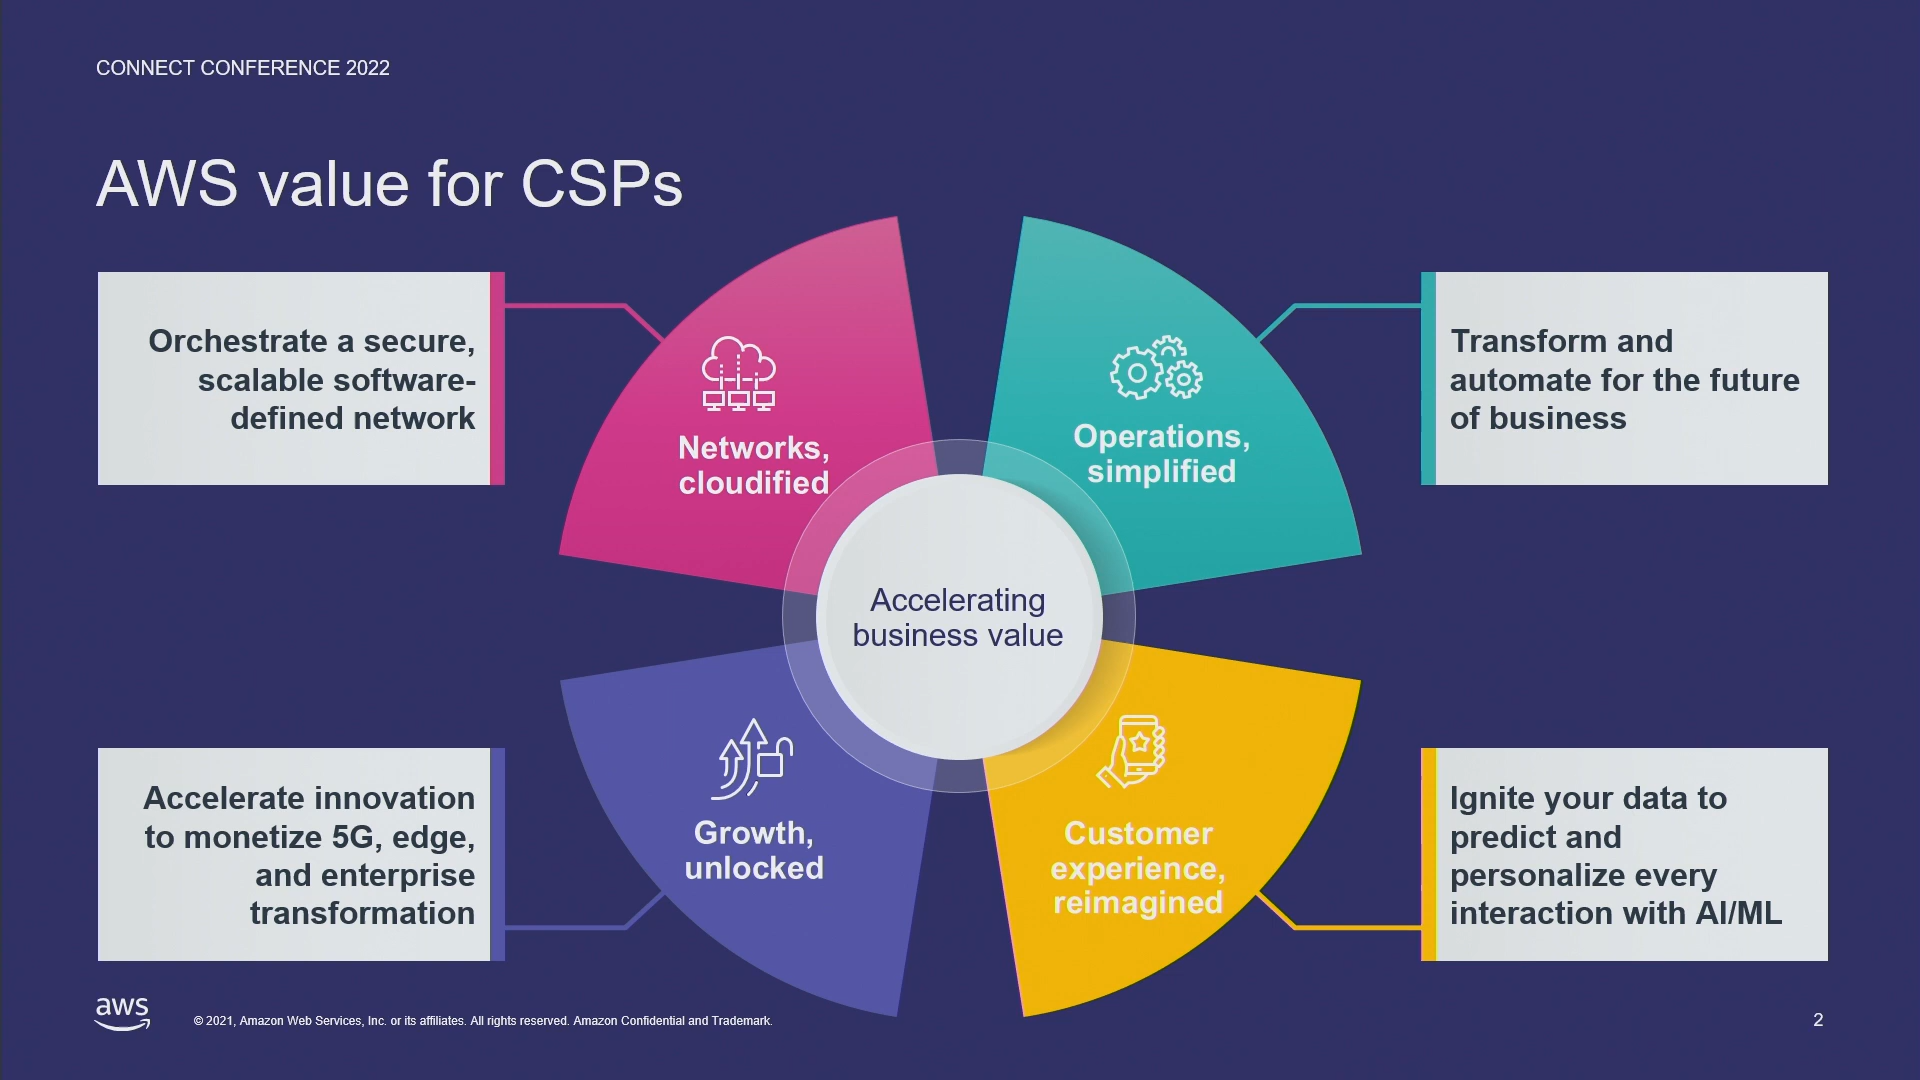 CONNECT CONFERENCE 2022
AWS value for CSPs
Orchestrate a secure,
scalable software-
defined network
Networks,
cloudified
Operations,
simplified
Transform and
automate for the future
of business
Accelerating
business value
Accelerate innovation
to monetize 5G, edge,
and enterprise
transformation
Growth,
unlocked
Customer
experience,
reimagined
Ignite your data to
predict and
personalize every
interaction with AI/ML
aws
© 2021, Amazon Web Services, Inc. or its affiliates. All rights reserved. Amazon Confidential and Trademark.
2